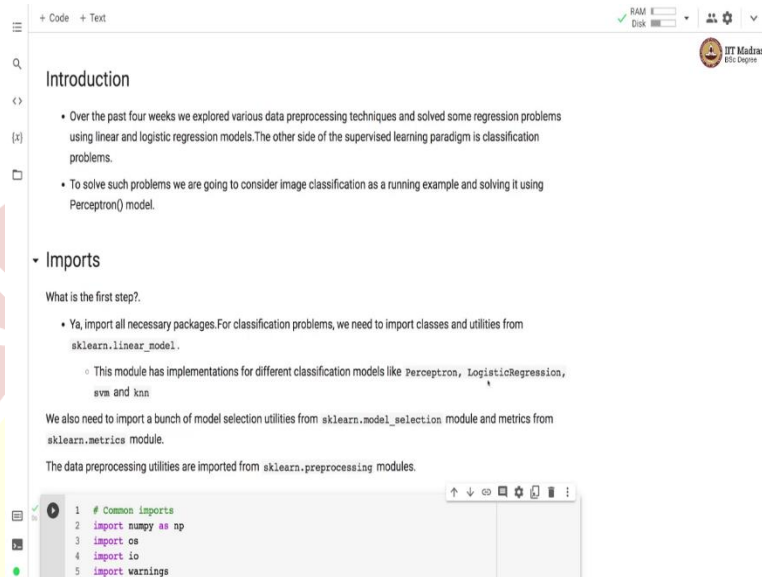 + Code + Text
RAM
Disk
IIT Madras
BSc Degree
Introduction
• Over the past four weeks we explored various data preprocessing techniques and solved some regression problems
using linear and logistic regression models.The other side of the supervised learning paradigm is classification
problems.
• To solve such problems we are going to consider image classification as a running example and solving it using
Perceptron() model.
Imports
What is the first step?.
• Ya, import all necessary packages.For classification problems, we need to import classes and utilities from
sklearn.linear_model.
◦ This module has implementations for different classification models like Perceptron, LogisticRegression,
svm and knn
We also need to import a bunch of model selection utilities from sklearn.model_selection module and metrics from
sklearn.metrics module.
The data preprocessing utilities are imported from sklearn.preprocessing modules.
1 # Common imports
2 import numpy as np
3 import os
4 import io
5 import warnings